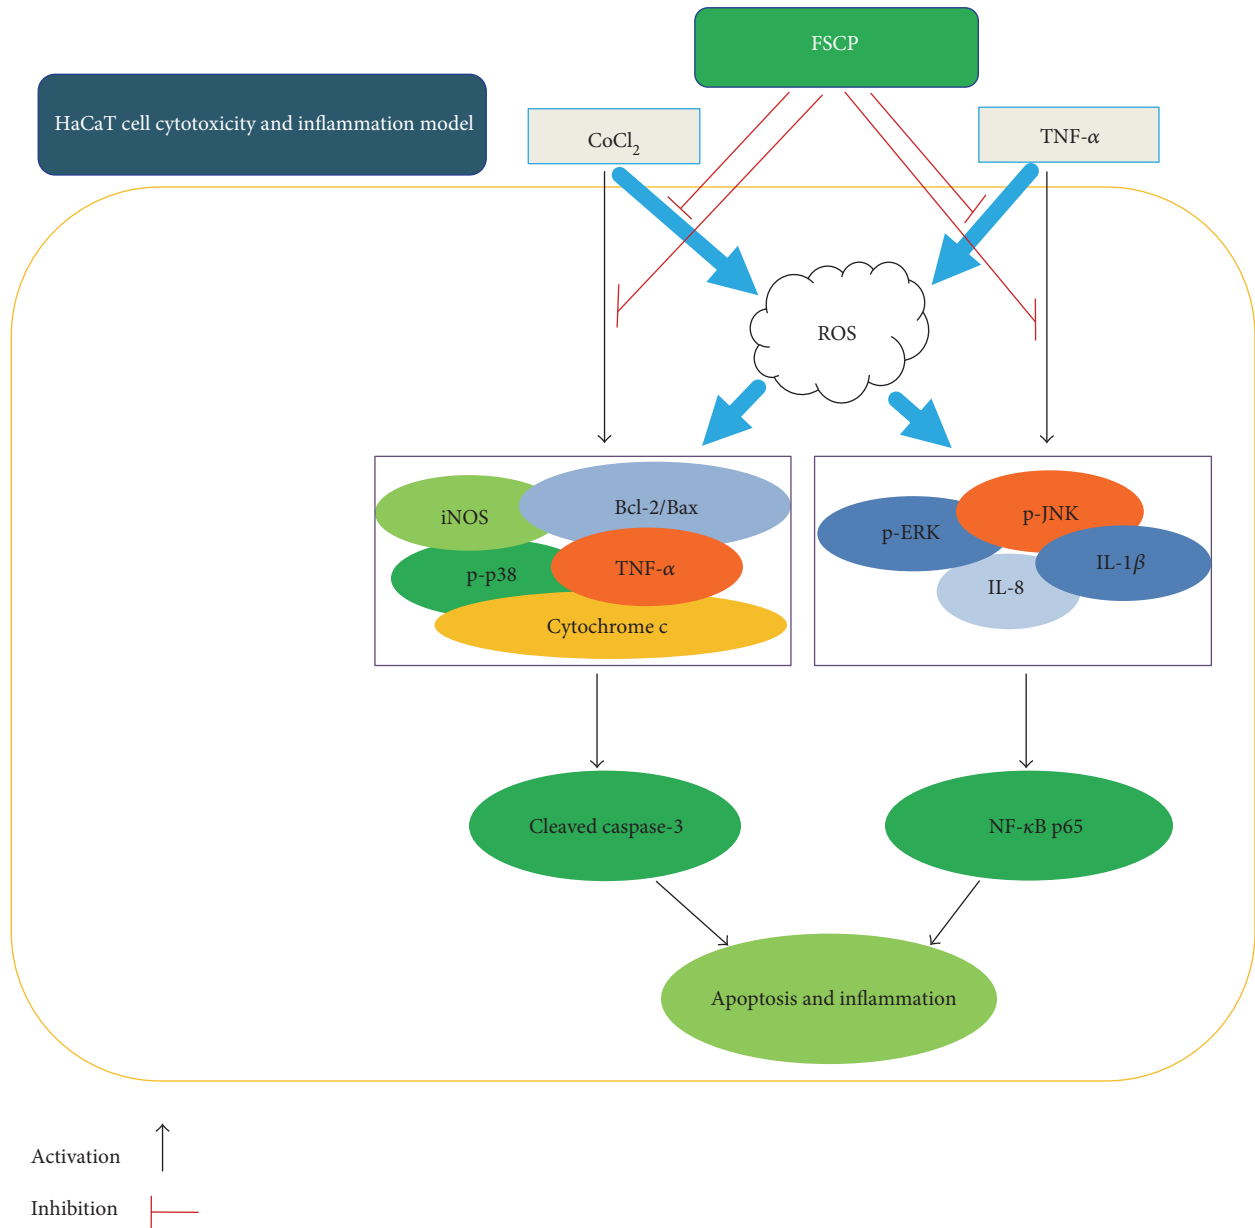 FSCP
HaCaT cell cytotoxicity and inflammation model
CoCl₂
TNF-α
ROS
iNOS
Bcl-2/Bax
p-p38
TNF-α
Cytochrome c
p-ERK
p-JNK
IL-8
IL-1β
Cleaved caspase-3
NF-κB p65
Apoptosis and inflammation
Activation
Inhibition